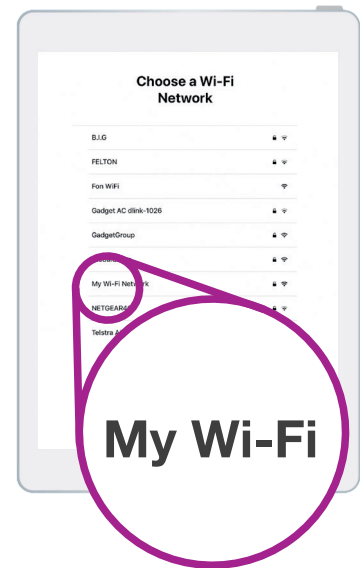 Choose a Wi-Fi
Network
B.I.G
FELTON
Fon WiFi
Gadget AC dlink-1026
GadgetGroup
My Wi-Fi Network
Telstra
My Wi-Fi